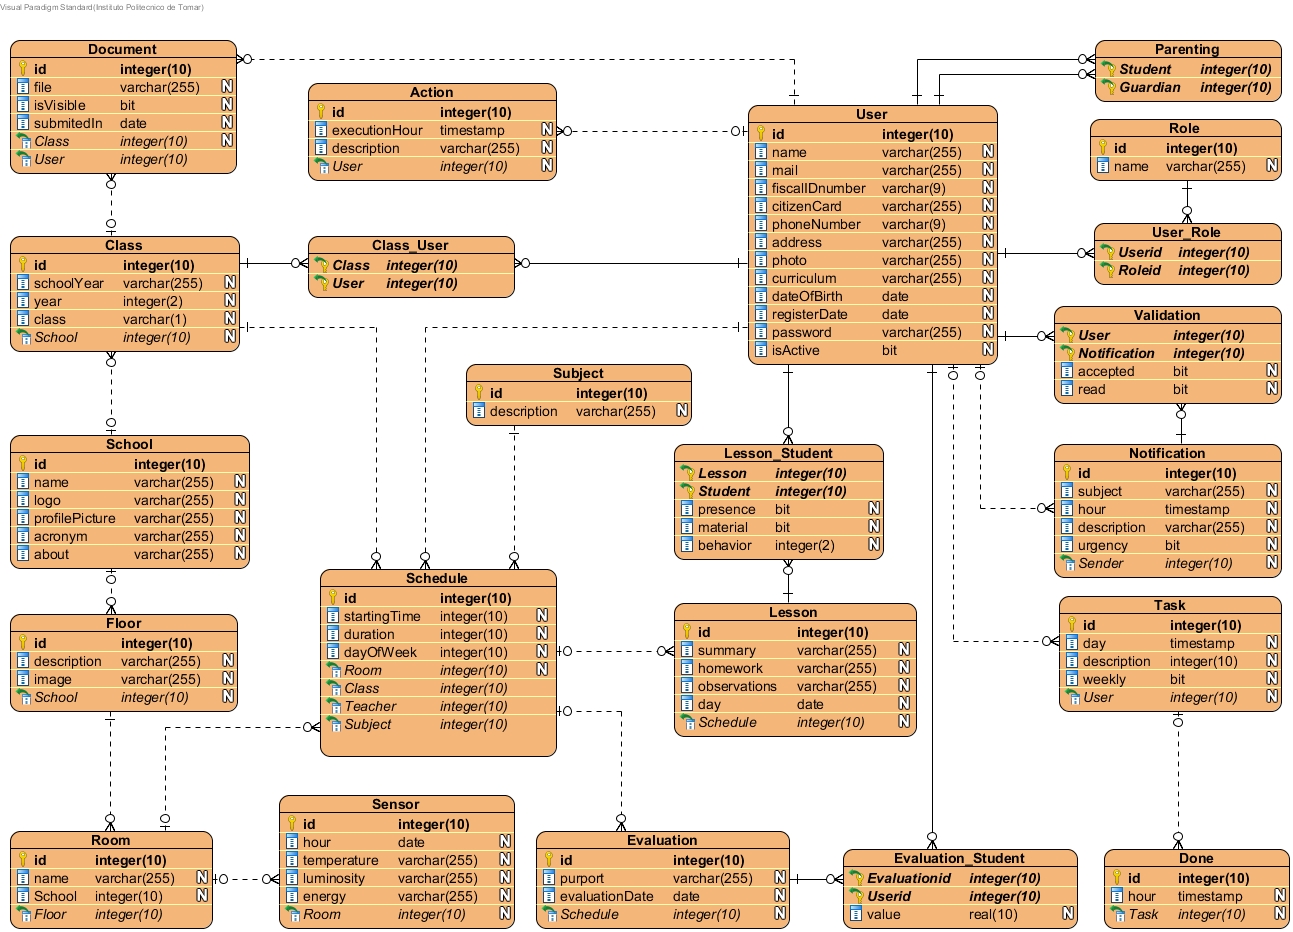 Visual Paradigm Standard(Instituto Politecnico de Tomar)
Document
id integer(10)
file varchar(255) N
isVisible bit N
submitedIn date N
Class integer(10) N
User integer(10)
Action
id integer(10)
executionHour timestamp N
description varchar(255) N
User integer(10) N
User
id integer(10)
name varchar(255) N
mail varchar(255) N
fiscalIDnumber varchar(9) N
citizenCard varchar(255) N
phoneNumber varchar(9) N
address varchar(255) N
photo varchar(255) N
curriculum varchar(255) N
dateOfBirth date N
registerDate date N
password varchar(255) N
isActive bit N
Parenting
Student integer(10)
Guardian integer(10)
Role
id integer(10)
name varchar(255) N
User_Role
Userid integer(10)
Roleid integer(10)
Class
id integer(10)
schoolYear varchar(255) N
year integer(2) N
class varchar(1) N
School integer(10) N
Class_User
Class integer(10)
User integer(10)
Validation
User integer(10)
Notification integer(10)
accepted bit N
read bit N
Subject
id integer(10)
description varchar(255) N
School
id integer(10)
name varchar(255) N
logo varchar(255) N
profilePicture varchar(255) N
acronym varchar(255) N
about varchar(255) N
Lesson_Student
Lesson integer(10)
Student integer(10)
presence bit N
material bit N
behavior integer(2) N
Notification
id integer(10)
subject varchar(255) N
hour timestamp N
description varchar(255) N
urgency bit N
Sender integer(10) N
Schedule
id integer(10)
startingTime integer(10) N
duration integer(10) N
dayOfWeek integer(10) N
Room integer(10) N
Class integer(10)
Teacher integer(10)
Subject integer(10)
Floor
id integer(10)
description varchar(255) N
image varchar(255) N
School integer(10) N
Lesson
id integer(10)
summary varchar(255) N
homework varchar(255) N
observations varchar(255) N
day date N
Schedule integer(10) N
Task
id integer(10)
day timestamp N
description integer(10) N
weekly bit N
User integer(10) N
Room
id integer(10)
name varchar(255) N
School integer(10) N
Floor integer(10)
Sensor
id integer(10)
hour date N
temperature varchar(255) N
luminosity varchar(255) N
energy varchar(255) N
Room integer(10) N
Evaluation
id integer(10)
purport varchar(255) N
evaluationDate date N
Schedule integer(10) N
Evaluation_Student
Evaluationid integer(10)
Userid integer(10)
value real(10) N
Done
id integer(10)
hour timestamp N
Task integer(10) N